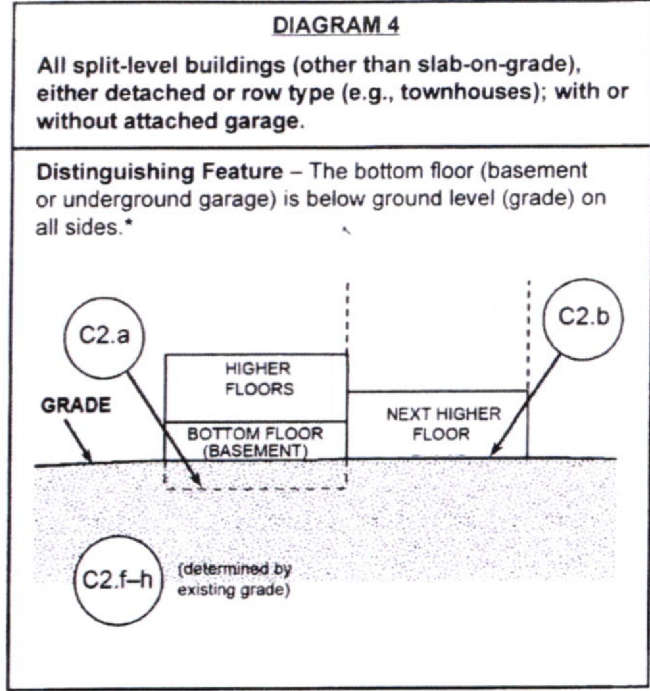 DIAGRAM 4
All split-level buildings (other than slab-on-grade),
either detached or row type (e.g., townhouses); with or
without attached garage.
Distinguishing Feature – The bottom floor (basement
or underground garage) is below ground level (grade) on
all sides.*
C2.a
C2.b
HIGHER
FLOORS
GRADE
NEXT HIGHER
FLOOR
BOTTOM FLOOR
(BASEMENT)
C2.f–h
(determined by
existing grade)